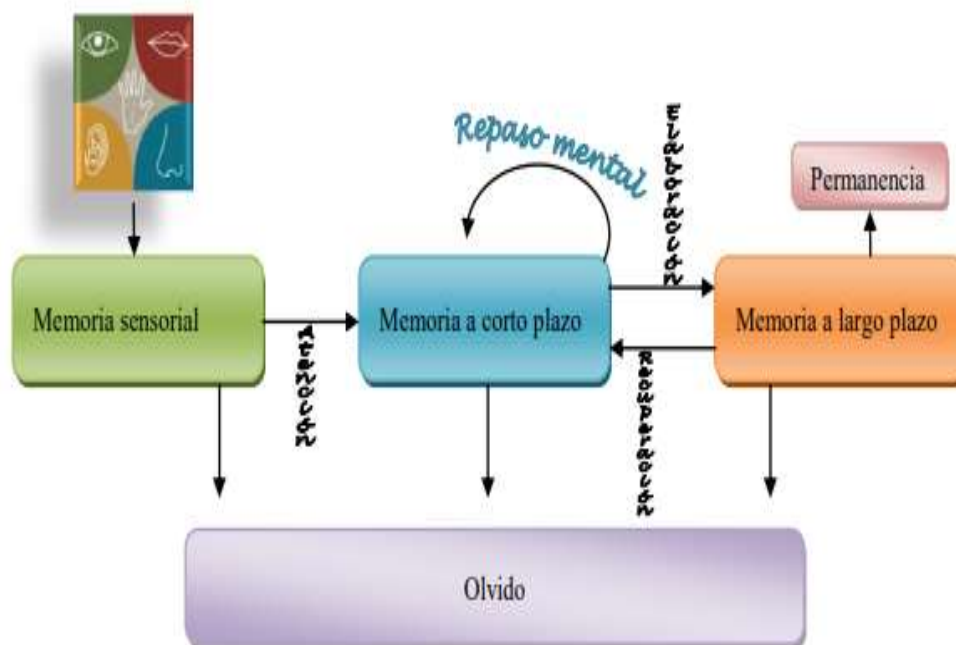 Repaso mental
Elaboración
Permanencia
Memoria sensorial
Atención
Memoria a corto plazo
Memoria a largo plazo
Recuperación
Olvido